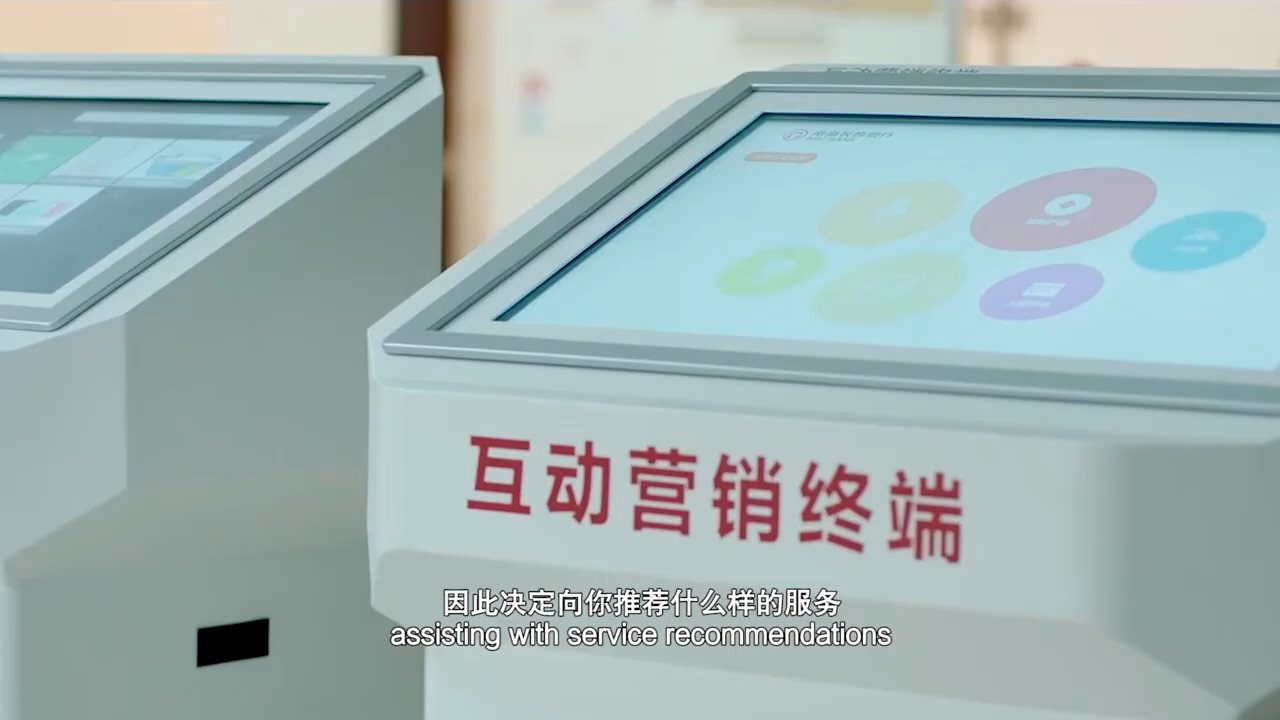 互动营销终端
因此决定向你推荐什么样的服务
assisting with service recommendations